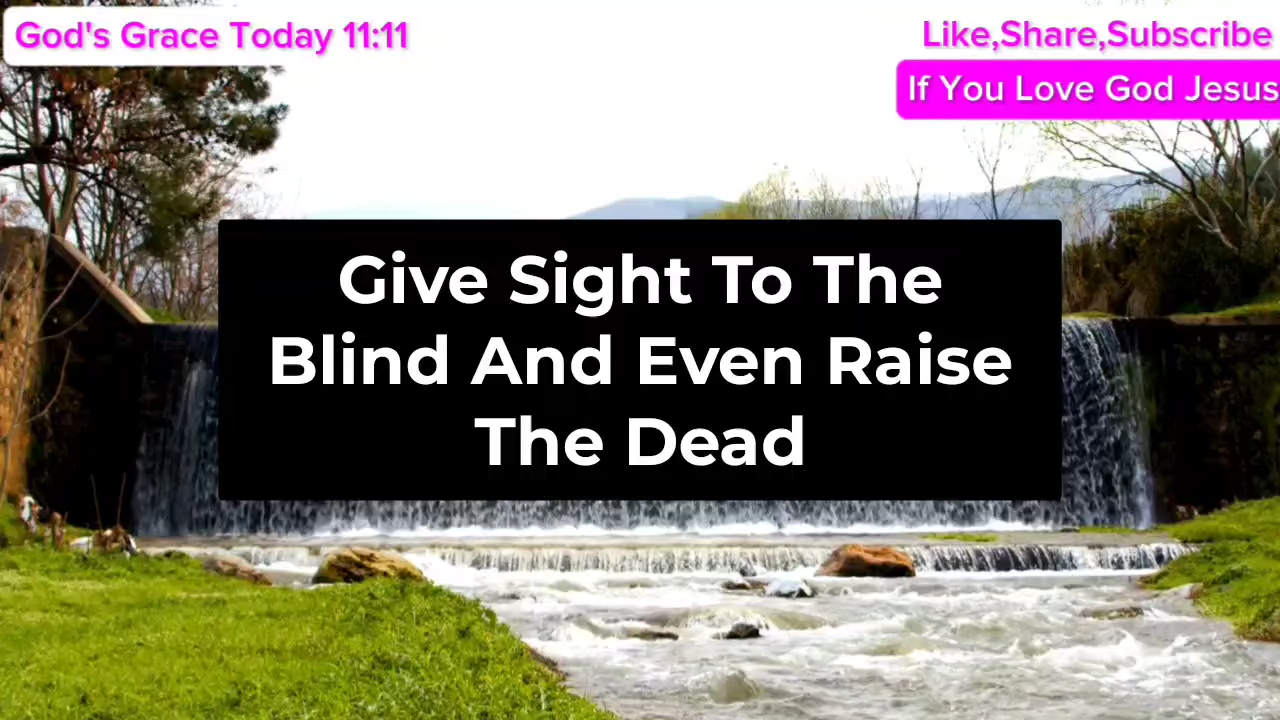 God's Grace Today 11:11
Like,Share,Subscribe
If You Love God Jesus
Give Sight To The
Blind And Even Raise
The Dead